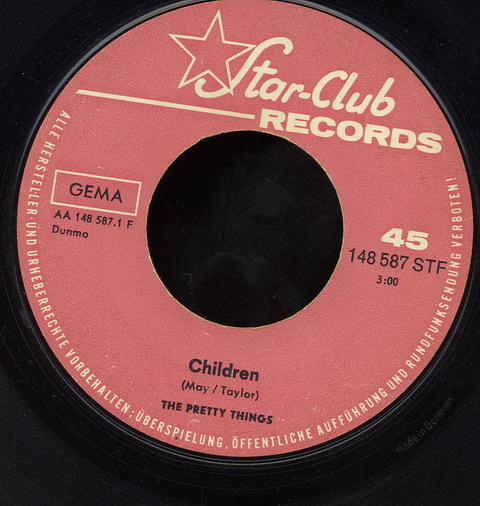 Star-Club
RECORDS
GEMA
AA 148 587.1 F
Dunmo
45
148 587 STF
3:00
Children
(May / Taylor)
THE PRETTY THINGS
ALLE HERSTELLER- UND URHEBERRECHTE VORBEHALTEN; ÜBERSPIELUNG, ÖFFENTLICHE AUFFÜHRUNG UND RUNDFUNKSENDUNG VERBOTEN!
Made in Germany